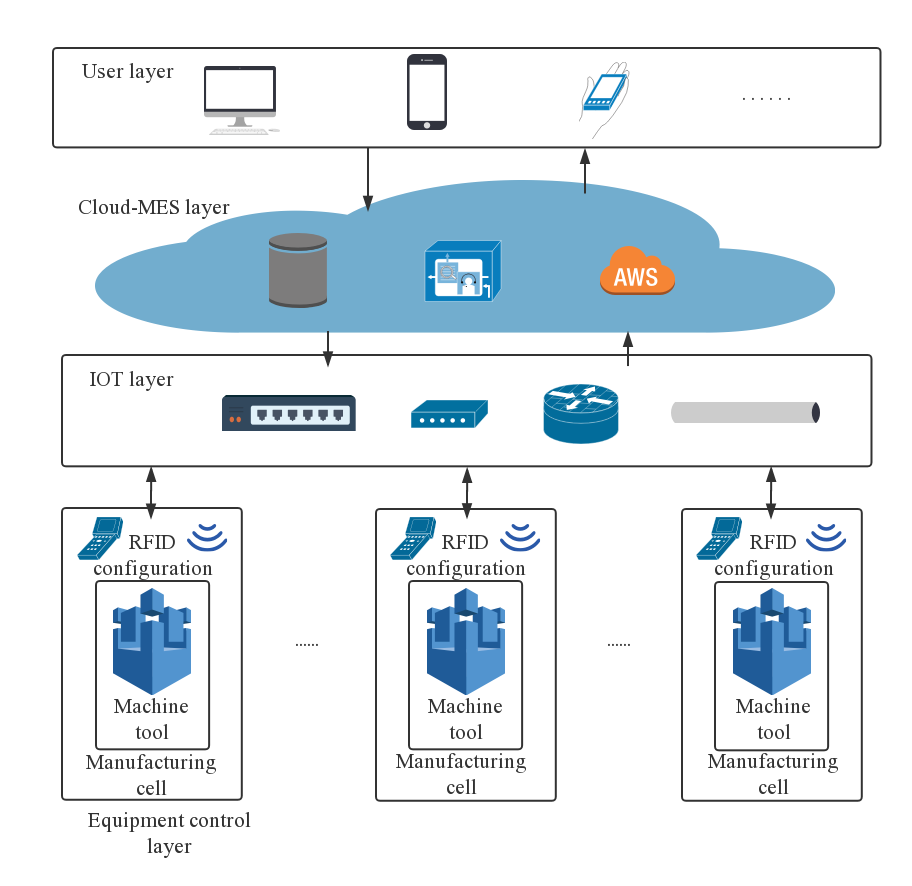 User layer
. . . . . .
Cloud-MES layer
AWS
IOT layer
RFID
configuration
Machine
tool
Manufacturing
cell
......
RFID
configuration
Machine
tool
Manufacturing
cell
......
RFID
configuration
Machine
tool
Manufacturing
cell
Equipment control
layer